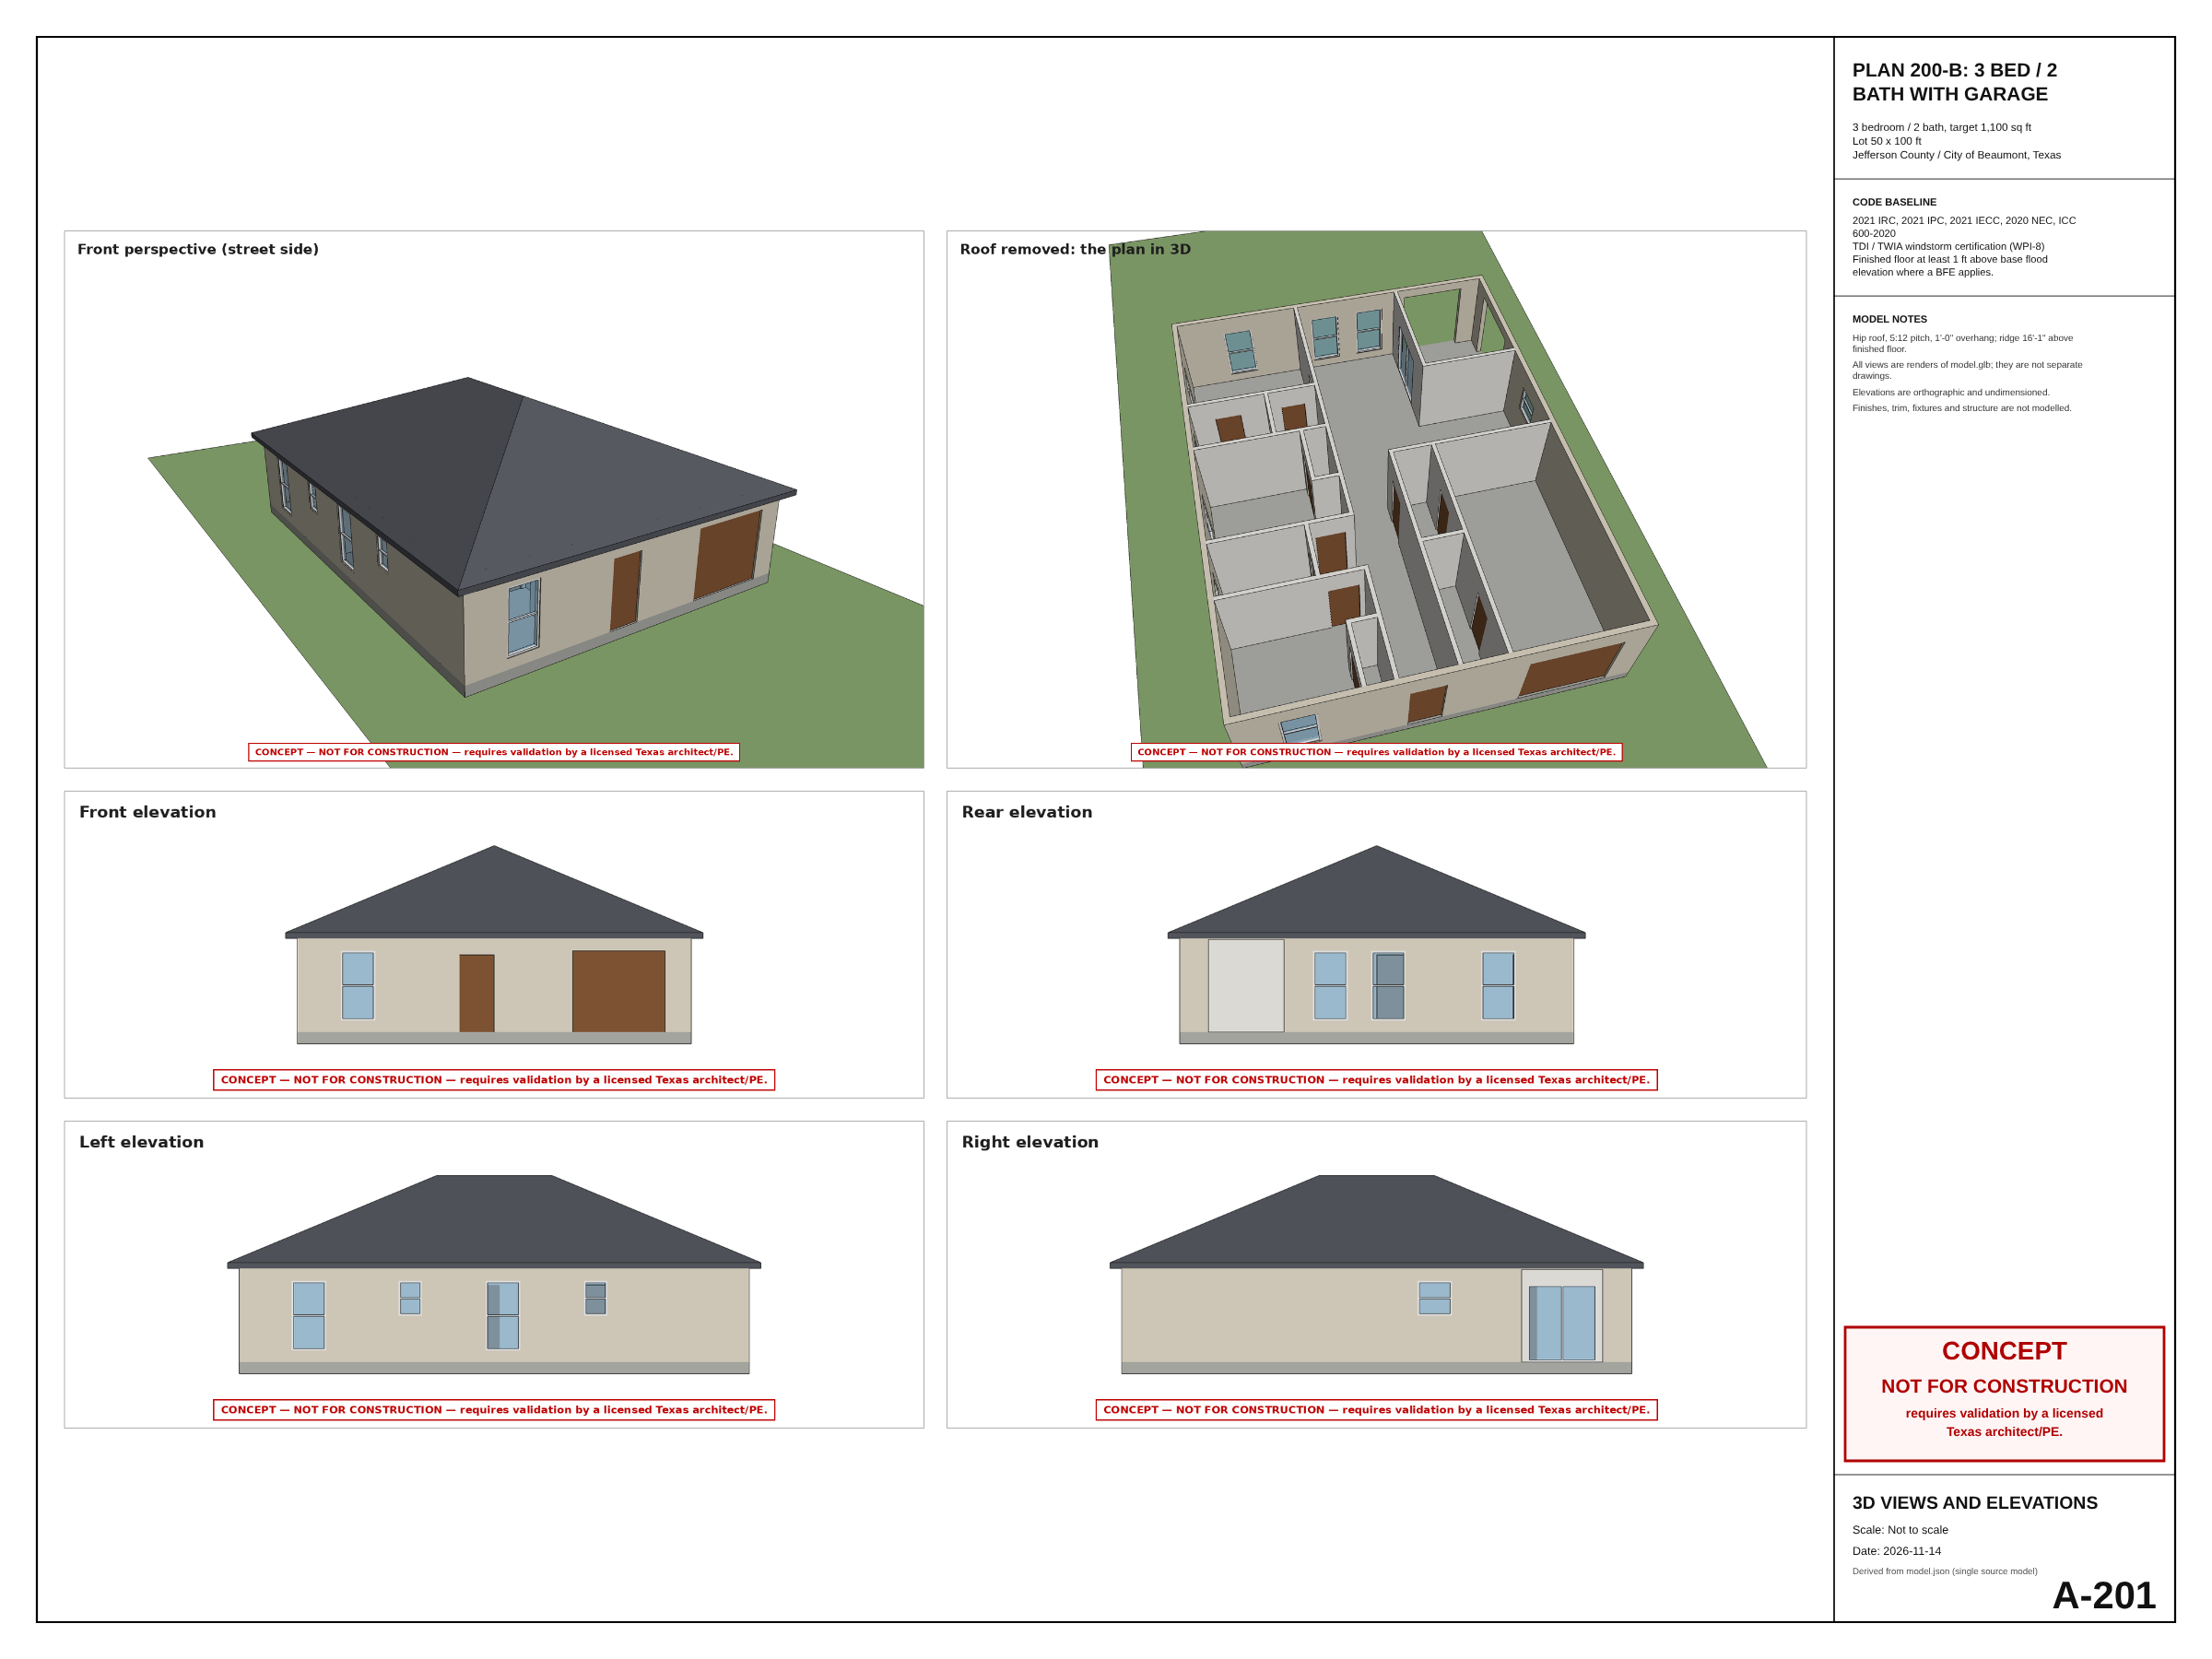 Front perspective (street side)
CONCEPT — NOT FOR CONSTRUCTION — requires validation by a licensed Texas architect/PE.
Roof removed: the plan in 3D
CONCEPT — NOT FOR CONSTRUCTION — requires validation by a licensed Texas architect/PE.
Front elevation
CONCEPT — NOT FOR CONSTRUCTION — requires validation by a licensed Texas architect/PE.
Rear elevation
CONCEPT — NOT FOR CONSTRUCTION — requires validation by a licensed Texas architect/PE.
Left elevation
CONCEPT — NOT FOR CONSTRUCTION — requires validation by a licensed Texas architect/PE.
Right elevation
CONCEPT — NOT FOR CONSTRUCTION — requires validation by a licensed Texas architect/PE.
PLAN 200-B: 3 BED / 2
BATH WITH GARAGE
3 bedroom / 2 bath, target 1,100 sq ft
Lot 50 x 100 ft
Jefferson County / City of Beaumont, Texas
CODE BASELINE
2021 IRC, 2021 IPC, 2021 IECC, 2020 NEC, ICC
600-2020
TDI / TWIA windstorm certification (WPI-8)
Finished floor at least 1 ft above base flood
elevation where a BFE applies.
MODEL NOTES
Hip roof, 5:12 pitch, 1'-0" overhang; ridge 16'-1" above
finished floor.
All views are renders of model.glb; they are not separate
drawings.
Elevations are orthographic and undimensioned.
Finishes, trim, fixtures and structure are not modelled.
CONCEPT
NOT FOR CONSTRUCTION
requires validation by a licensed
Texas architect/PE.
3D VIEWS AND ELEVATIONS
Scale: Not to scale
Date: 2026-11-14
Derived from model.json (single source model)
A-201